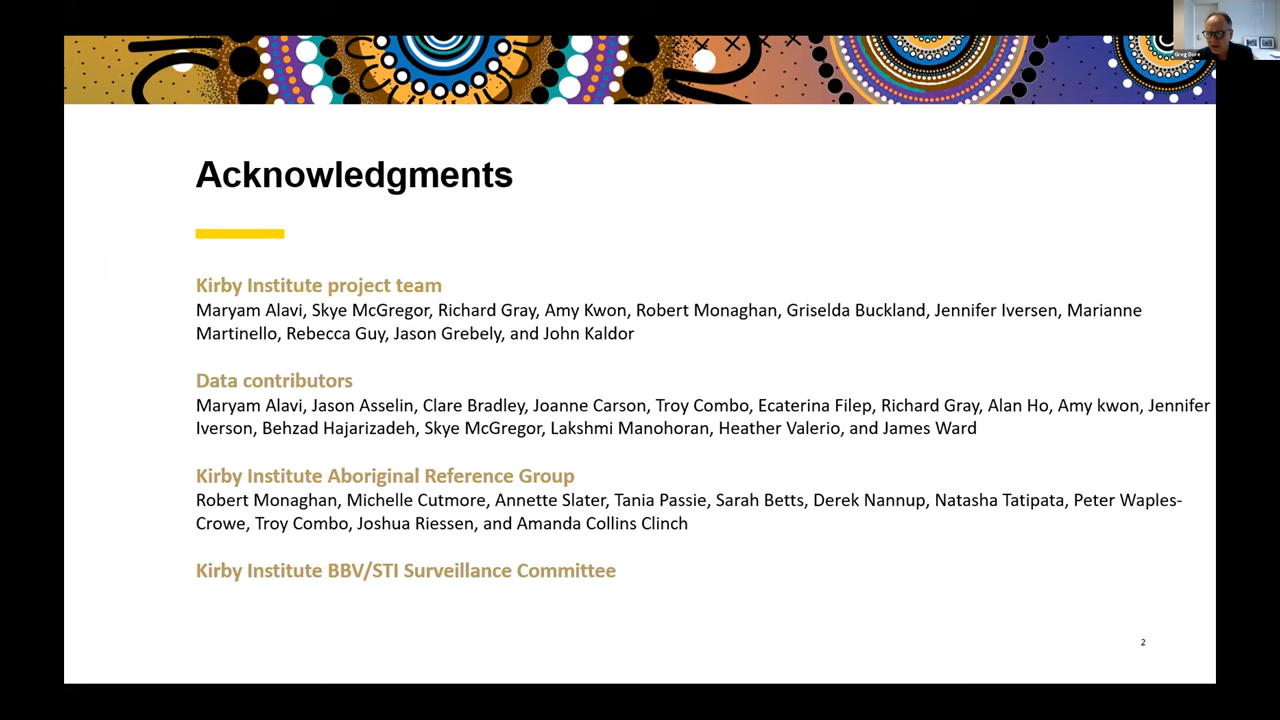 Greg Dore
Acknowledgments
Kirby Institute project team
Maryam Alavi, Skye McGregor, Richard Gray, Amy Kwon, Robert Monaghan, Griselda Buckland, Jennifer Iversen, Marianne
Martinello, Rebecca Guy, Jason Grebely, and John Kaldor
Data contributors
Maryam Alavi, Jason Asselin, Clare Bradley, Joanne Carson, Troy Combo, Ecaterina Filep, Richard Gray, Alan Ho, Amy kwon, Jennifer
Iverson, Behzad Hajarizadeh, Skye McGregor, Lakshmi Manohoran, Heather Valerio, and James Ward
Kirby Institute Aboriginal Reference Group
Robert Monaghan, Michelle Cutmore, Annette Slater, Tania Passie, Sarah Betts, Derek Nannup, Natasha Tatipata, Peter Waples-
Crowe, Troy Combo, Joshua Riessen, and Amanda Collins Clinch
Kirby Institute BBV/STI Surveillance Committee
2